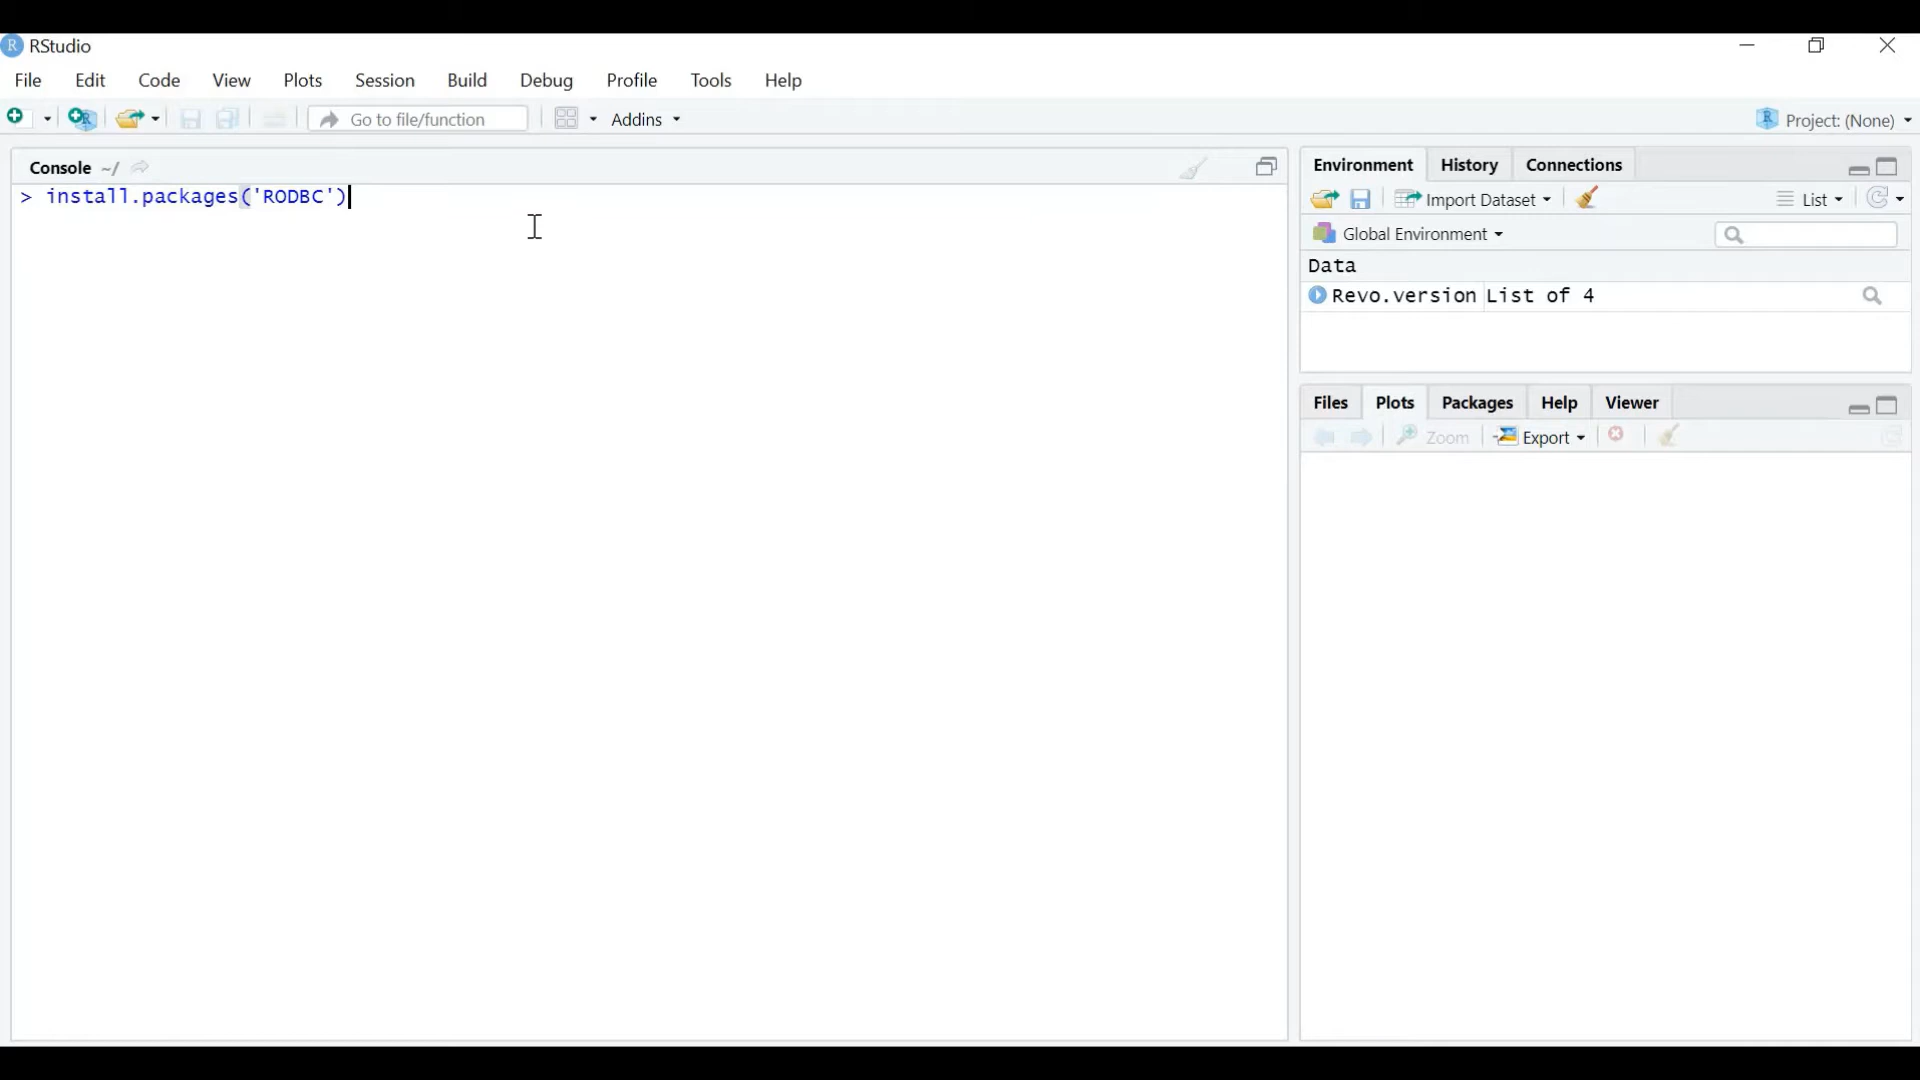 RStudio
File Edit Code View Plots Session Build Debug Profile Tools Help
Go to file/function Addins Project: (None)
Console ~/
> install.packages('RODBC')
Environment History Connections
Import Dataset List
Global Environment
Data
Revo.version List of 4
Files Plots Packages Help Viewer
Zoom Export